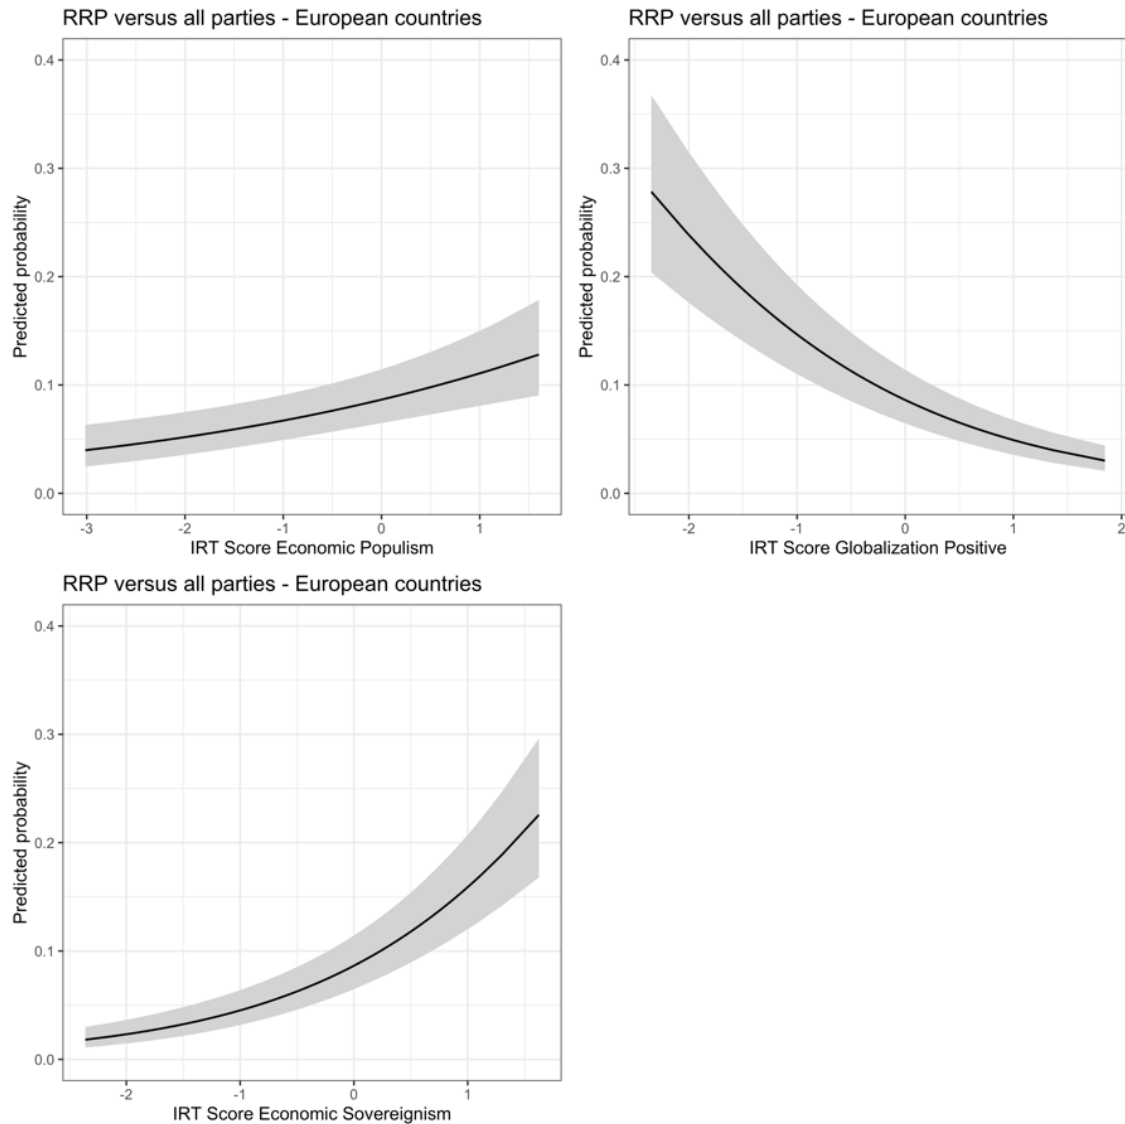 RRP versus all parties - European countries
0.4
0.3
0.2
0.1
0.0
Predicted probability
-3 -2 -1 0 1
IRT Score Economic Populism
RRP versus all parties - European countries
0.4
0.3
0.2
0.1
0.0
Predicted probability
-2 -1 0 1 2
IRT Score Globalization Positive
RRP versus all parties - European countries
0.4
0.3
0.2
0.1
0.0
Predicted probability
-2 -1 0 1
IRT Score Economic Sovereignism